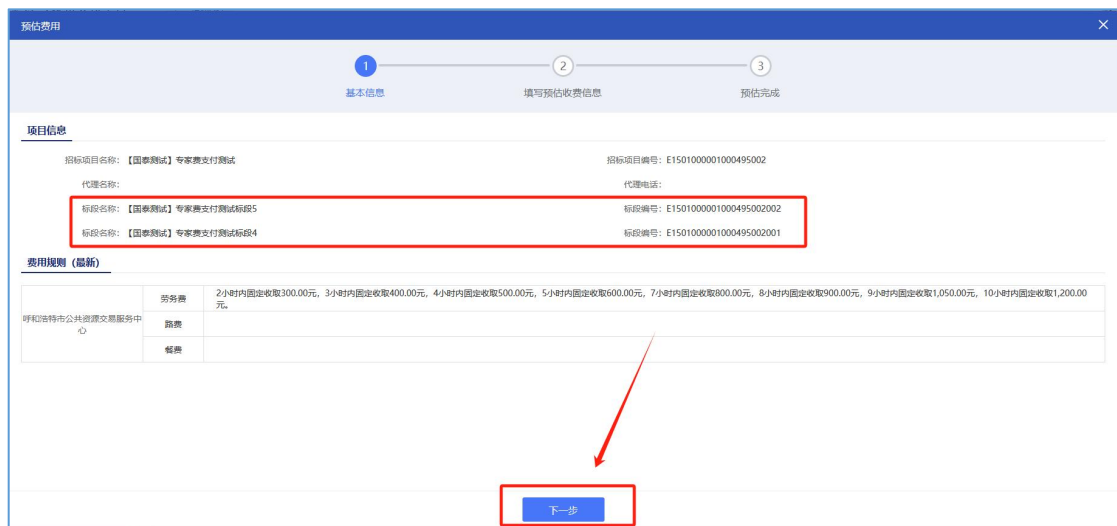 预估费用
1
2
3
基本信息
填写预估收费信息
预估完成
项目信息
招标项目名称：【国泰测试】专家费支付测试
招标项目编号：E1501000001000495002
代理名称：
代理电话：
标段名称：【国泰测试】专家费支付测试标段5
标段编号：E1501000001000495002002
标段名称：【国泰测试】专家费支付测试标段4
标段编号：E1501000001000495002001
费用规则（最新）
呼和浩特市公共资源交易服务中
心
劳务费
2小时内固定收取300.00元，3小时内固定收取400.00元，4小时内固定收取500.00元，5小时内固定收取600.00元，7小时内固定收取800.00元，8小时内固定收取900.00元，9小时内固定收取1,050.00元，10小时内固定收取1,200.00
元。
路费
餐费
下一步